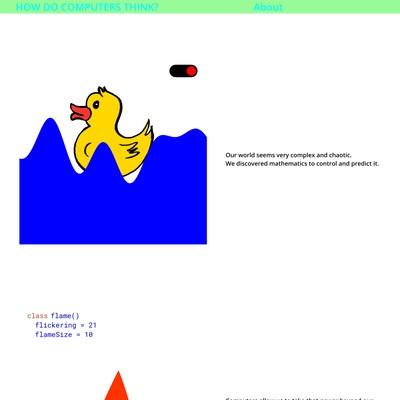 HOW DO COMPUTERS THINK? About
Our world seems very complex and chaotic.
We discovered mathematics to control and predict it.
class flame()
flickering = 21
flameSize = 10